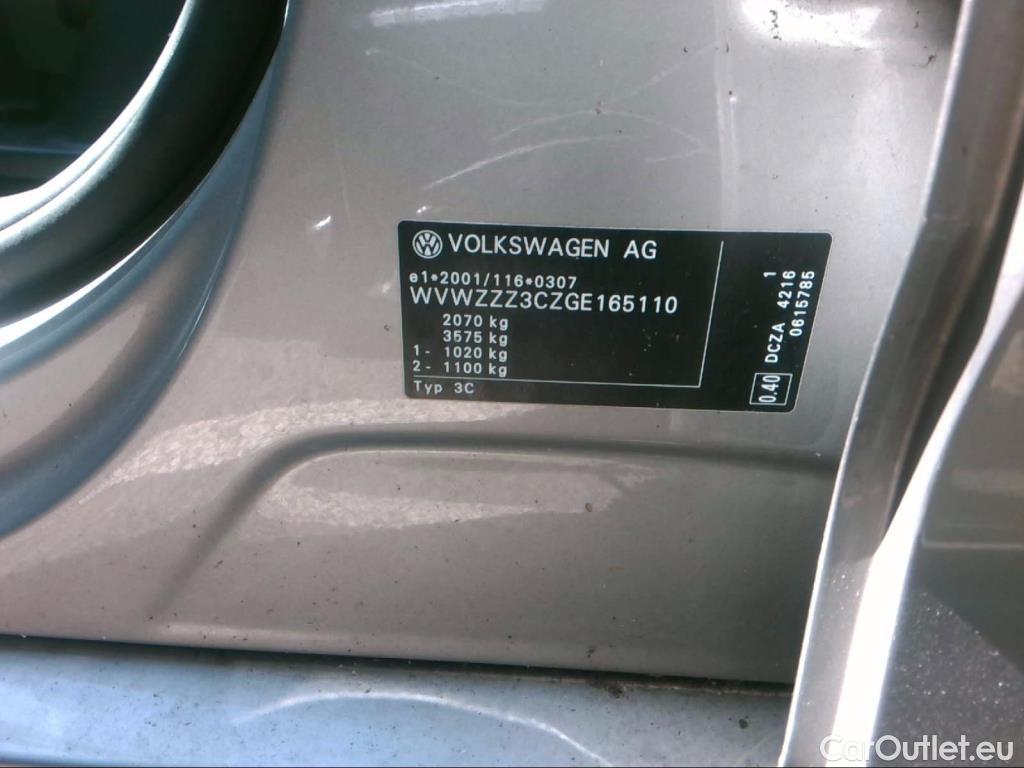 VOLKSWAGEN AG
e1*2001/116*0307
WVWZZZ3CZGE165110
2070 kg
3575 kg
1- 1020 kg
2- 1100 kg
Typ 3C
0.40 DCZA 4216 1
0615785
CarOutlet.eu